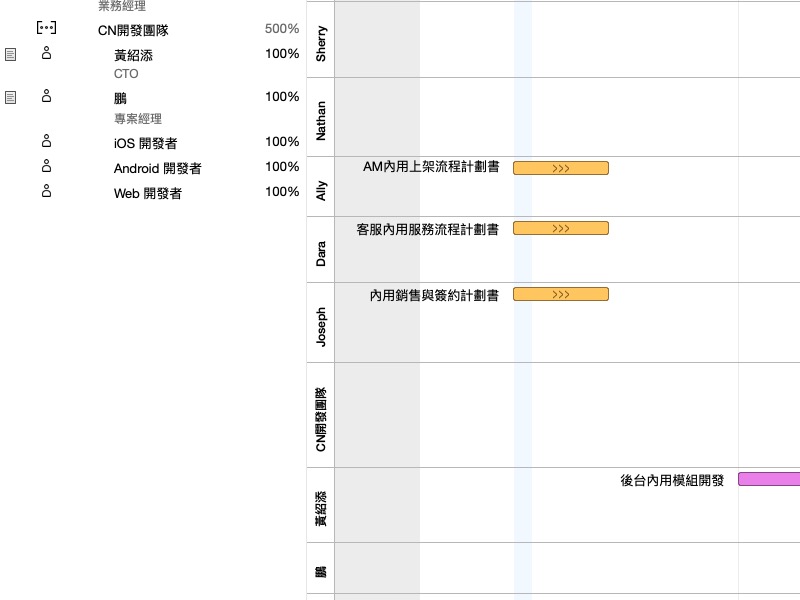 業務經理
CN開發團隊 500%
黃紹添 100%
CTO
鵬 100%
專案經理
iOS 開發者 100%
Android 開發者 100%
Web 開發者 100%
Sherry
Nathan
Ally
AM內用上架流程計劃書
Dara
客服內用服務流程計劃書
Joseph
內用銷售與簽約計劃書
CN開發團隊
黃紹添
後台內用模組開發
鵬